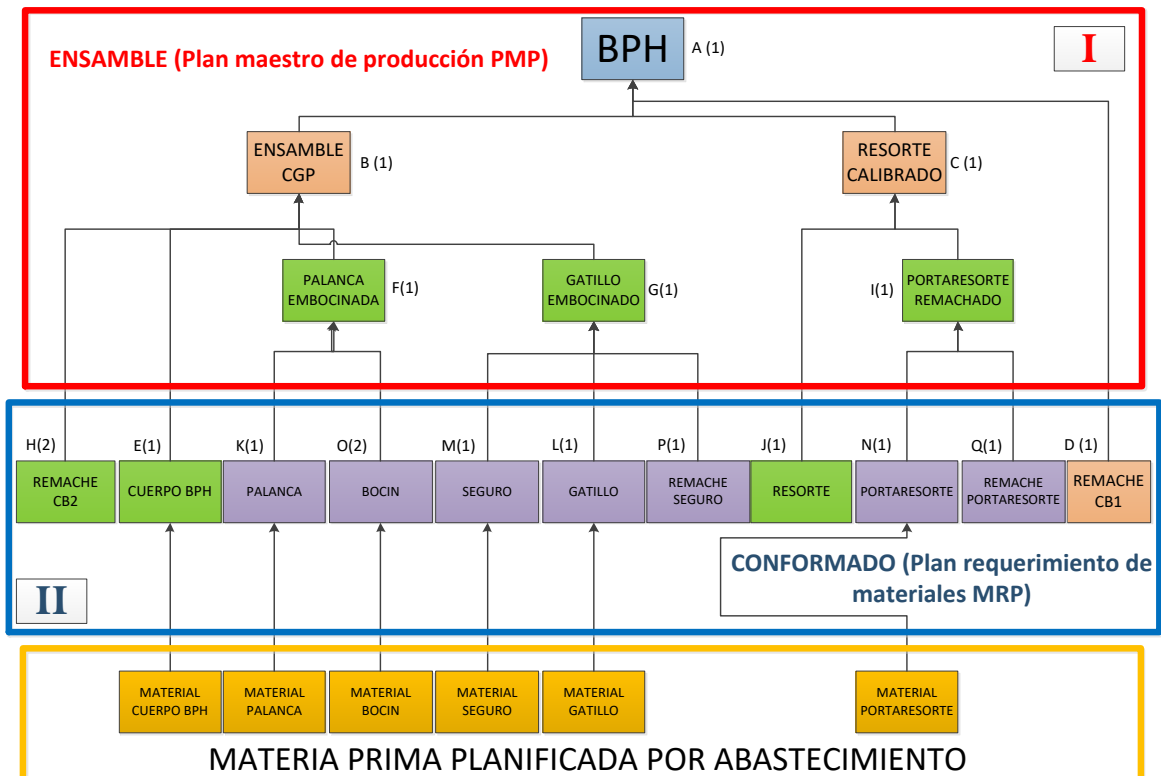 BPH
A (1)
ENSAMBLE (Plan maestro de producción PMP)
I
ENSAMBLE
CGP
B (1)
RESORTE
CALIBRADO
C (1)
PALANCA
EMBOCINADA
F(1)
GATILLO
EMBOCINADO
G(1)
I(1)
PORTARESORTE
REMACHADO
H(2)
E(1)
K(1)
O(2)
M(1)
L(1)
P(1)
J(1)
N(1)
Q(1)
D (1)
REMACHE
CB2
CUERPO BPH
PALANCA
BOCIN
SEGURO
GATILLO
REMACHE
SEGURO
RESORTE
PORTARESORTE
REMACHE
PORTARESORTE
REMACHE
CB1
CONFORMADO (Plan requerimiento de
materiales MRP)
II
MATERIAL
CUERPO BPH
MATERIAL
PALANCA
MATERIAL
BOCIN
MATERIAL
SEGURO
MATERIAL
GATILLO
MATERIAL
PORTARESORTE
MATERIA PRIMA PLANIFICADA POR ABASTECIMIENTO